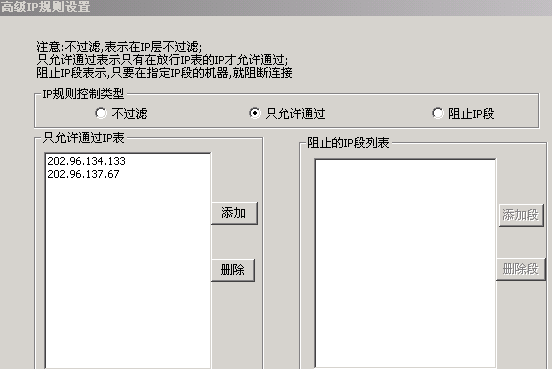 高级IP规则设置
注意:不过滤,表示在IP层不过滤;
只允许通过表示只有在放行IP表的IP才允许通过;
阻止IP段表示,只要在指定IP段的机器,就阻断连接
IP规则控制类型
不过滤 只允许通过 阻止IP段
只允许通过IP表 阻止的IP段列表
202.96.134.133
202.96.137.67
添加 添加段
删除 删除段